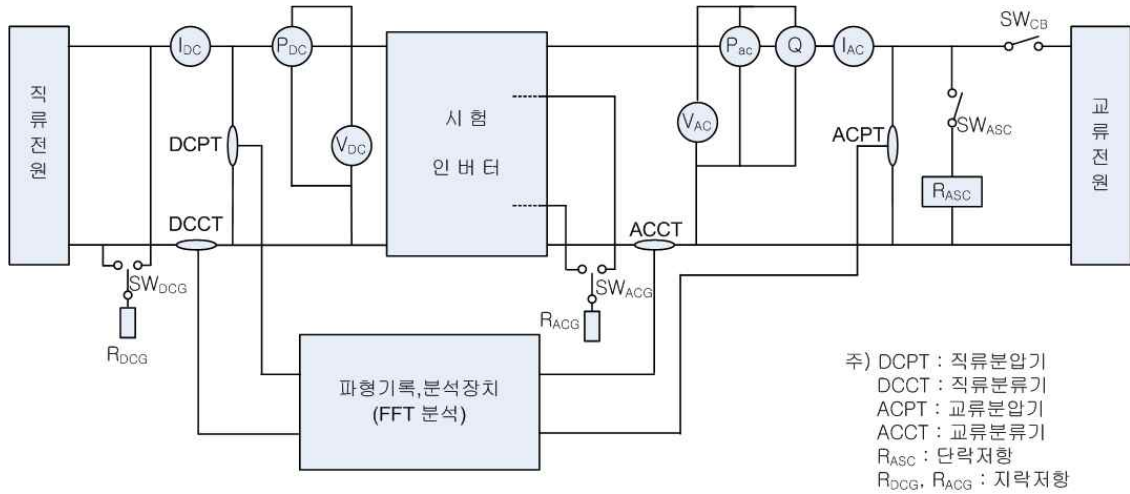 직류전원
I_DC
P_DC
V_DC
DCPT
DCCT
SW_DCG
R_DCG
시 험
인 버 터
P_ac
Q
I_AC
V_AC
SW_CB
SW_ASC
R_ASC
ACPT
ACCT
SW_ACG
R_ACG
교류전원
파형기록,분석장치
(FFT 분석)
주) DCPT : 직류분압기
DCCT : 직류분류기
ACPT : 교류분압기
ACCT : 교류분류기
R_ASC : 단락저항
R_DCG, R_ACG : 지락저항